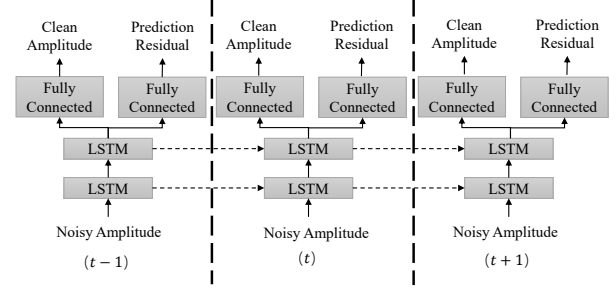 Clean Prediction Clean Prediction Clean Prediction
Amplitude Residual Amplitude Residual Amplitude Residual
Fully Fully Fully Fully Fully Fully
Connected Connected Connected Connected Connected Connected
LSTM LSTM LSTM
LSTM LSTM LSTM
Noisy Amplitude Noisy Amplitude Noisy Amplitude
(t − 1) (t) (t + 1)